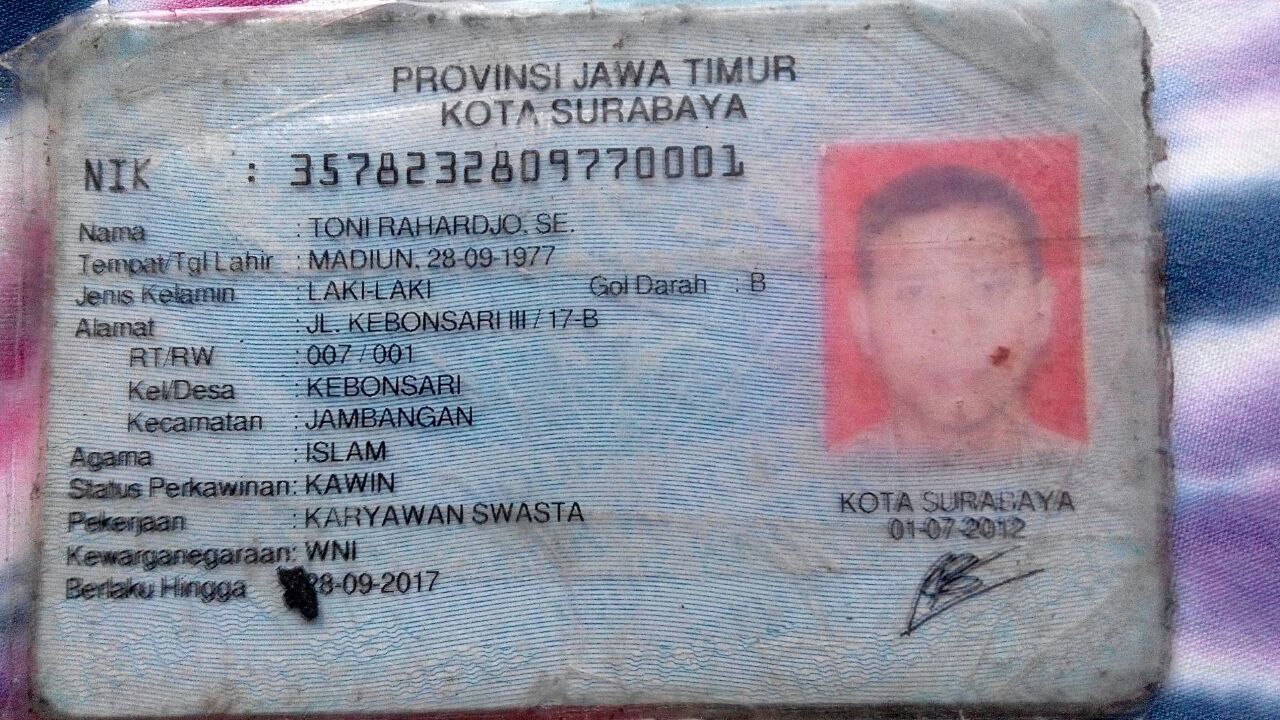 PROVINSI JAWA TIMUR
KOTA SURABAYA
NIK : 3578232809770001
Nama : TONI RAHARDJO. SE.
Tempat/Tgl Lahir : MADIUN, 28-09-1977
Jenis Kelamin : LAKI-LAKI Gol Darah : B
Alamat : JL. KEBONSARI III / 17-B
RT/RW : 007 / 001
Kel/Desa : KEBONSARI
Kecamatan : JAMBANGAN
Agama : ISLAM
Status Perkawinan: KAWIN
Pekerjaan : KARYAWAN SWASTA
Kewarganegaraan: WNI
Berlaku Hingga 28-09-2017
KOTA SURABAYA
01-07-2012